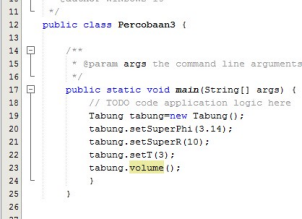 11 */
12 public class Percobaan3 {
13
14 /**
15 * @param args the command line arguments
16 */
17 public static void main(String[] args) {
18 // TODO code application logic here
19 Tabung tabung=new Tabung();
20 tabung.setSuperPhi(3.14);
21 tabung.setSuperR(10);
22 tabung.setT(3);
23 tabung.volume();
24 }
25 }
26